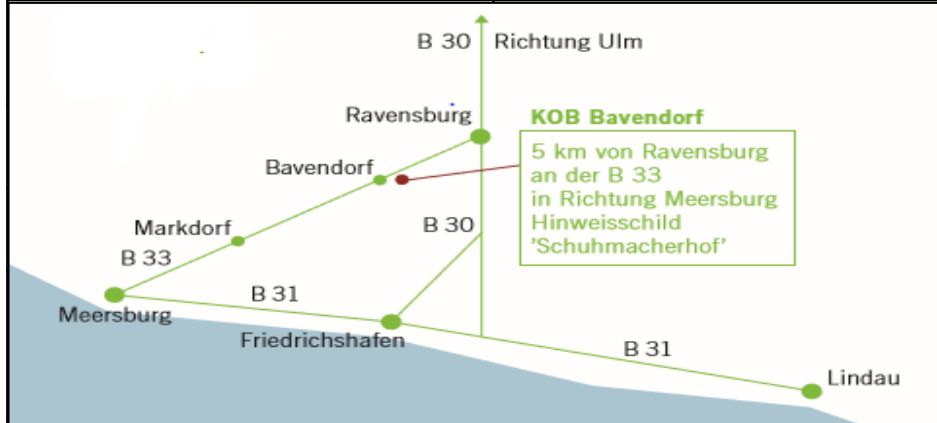 B 30 Richtung Ulm
Ravensburg
KOB Bavendorf
5 km von Ravensburg
an der B 33
in Richtung Meersburg
Hinweisschild
'Schuhmacherhof'
Bavendorf
Markdorf
B 30
B 33
B 31
Meersburg
Friedrichshafen
B 31
Lindau